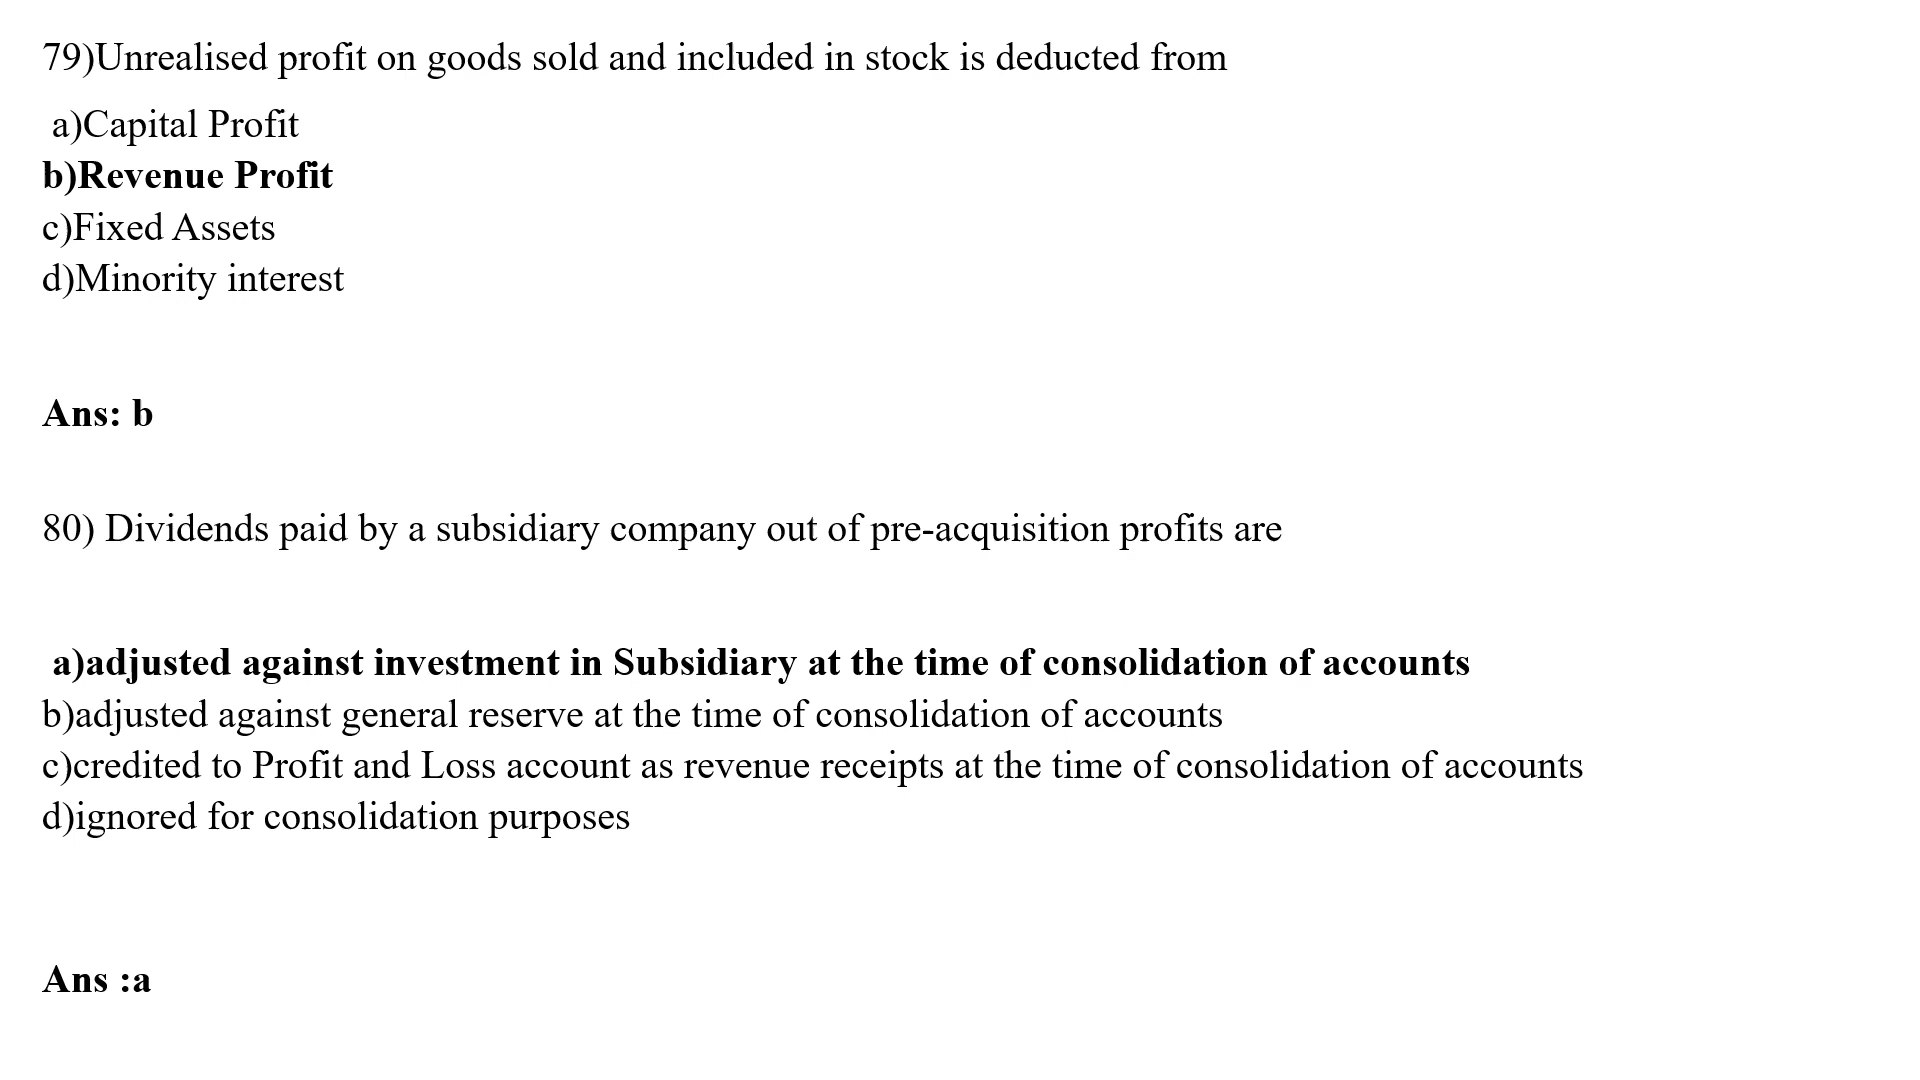 79)Unrealised profit on goods sold and included in stock is deducted from
a)Capital Profit
b)Revenue Profit
c)Fixed Assets
d)Minority interest
Ans: b
80) Dividends paid by a subsidiary company out of pre-acquisition profits are
a)adjusted against investment in Subsidiary at the time of consolidation of accounts
b)adjusted against general reserve at the time of consolidation of accounts
c)credited to Profit and Loss account as revenue receipts at the time of consolidation of accounts
d)ignored for consolidation purposes
Ans :a